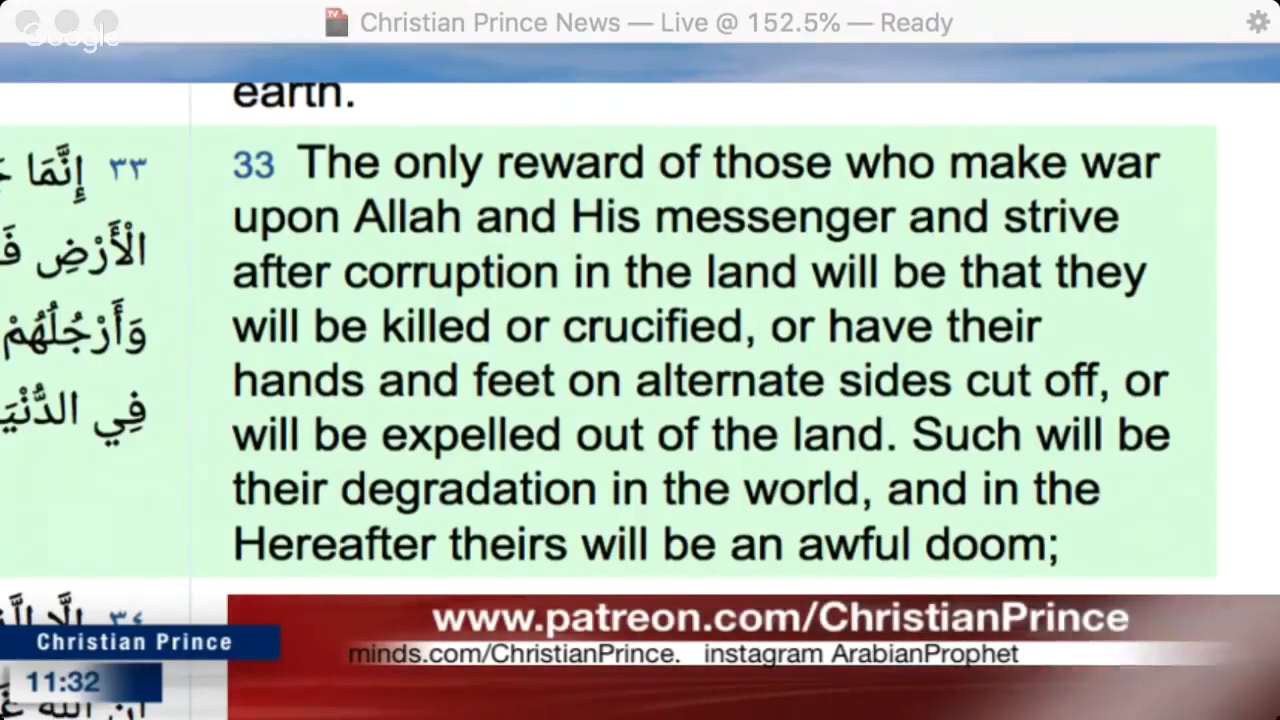 Christian Prince News — Live @ 152.5% — Ready
Google
earth.
33 The only reward of those who make war
upon Allah and His messenger and strive
after corruption in the land will be that they
will be killed or crucified, or have their
hands and feet on alternate sides cut off, or
will be expelled out of the land. Such will be
their degradation in the world, and in the
Hereafter theirs will be an awful doom;
٣٣ إِنَّمَا
الْأَرْضِ
وَأَرْجُلُهُمْ
فِي الدُّنْيَا
٣٤ إِلَّا
www.patreon.com/ChristianPrince
minds.com/ChristianPrince. instagram ArabianProphet
Christian Prince
11:32